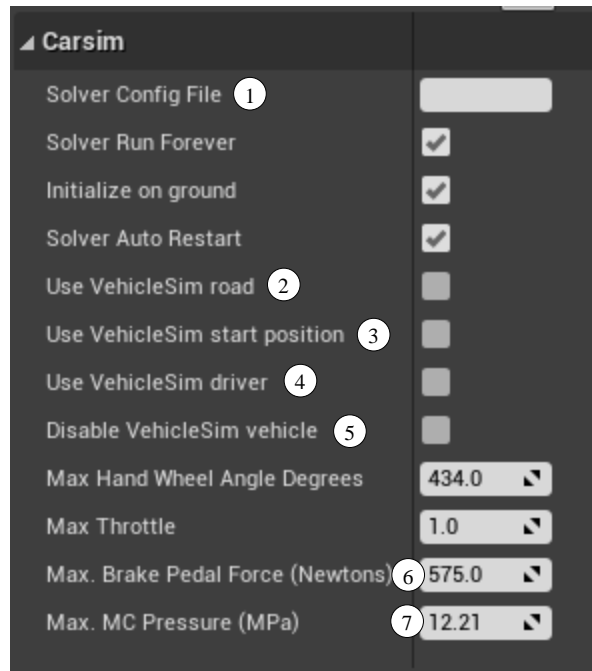 Carsim
Solver Config File 1
Solver Run Forever
Initialize on ground
Solver Auto Restart
Use VehicleSim road 2
Use VehicleSim start position 3
Use VehicleSim driver 4
Disable VehicleSim vehicle 5
Max Hand Wheel Angle Degrees 434.0
Max Throttle 1.0
Max. Brake Pedal Force (Newtons) 6 575.0
Max. MC Pressure (MPa) 7 12.21